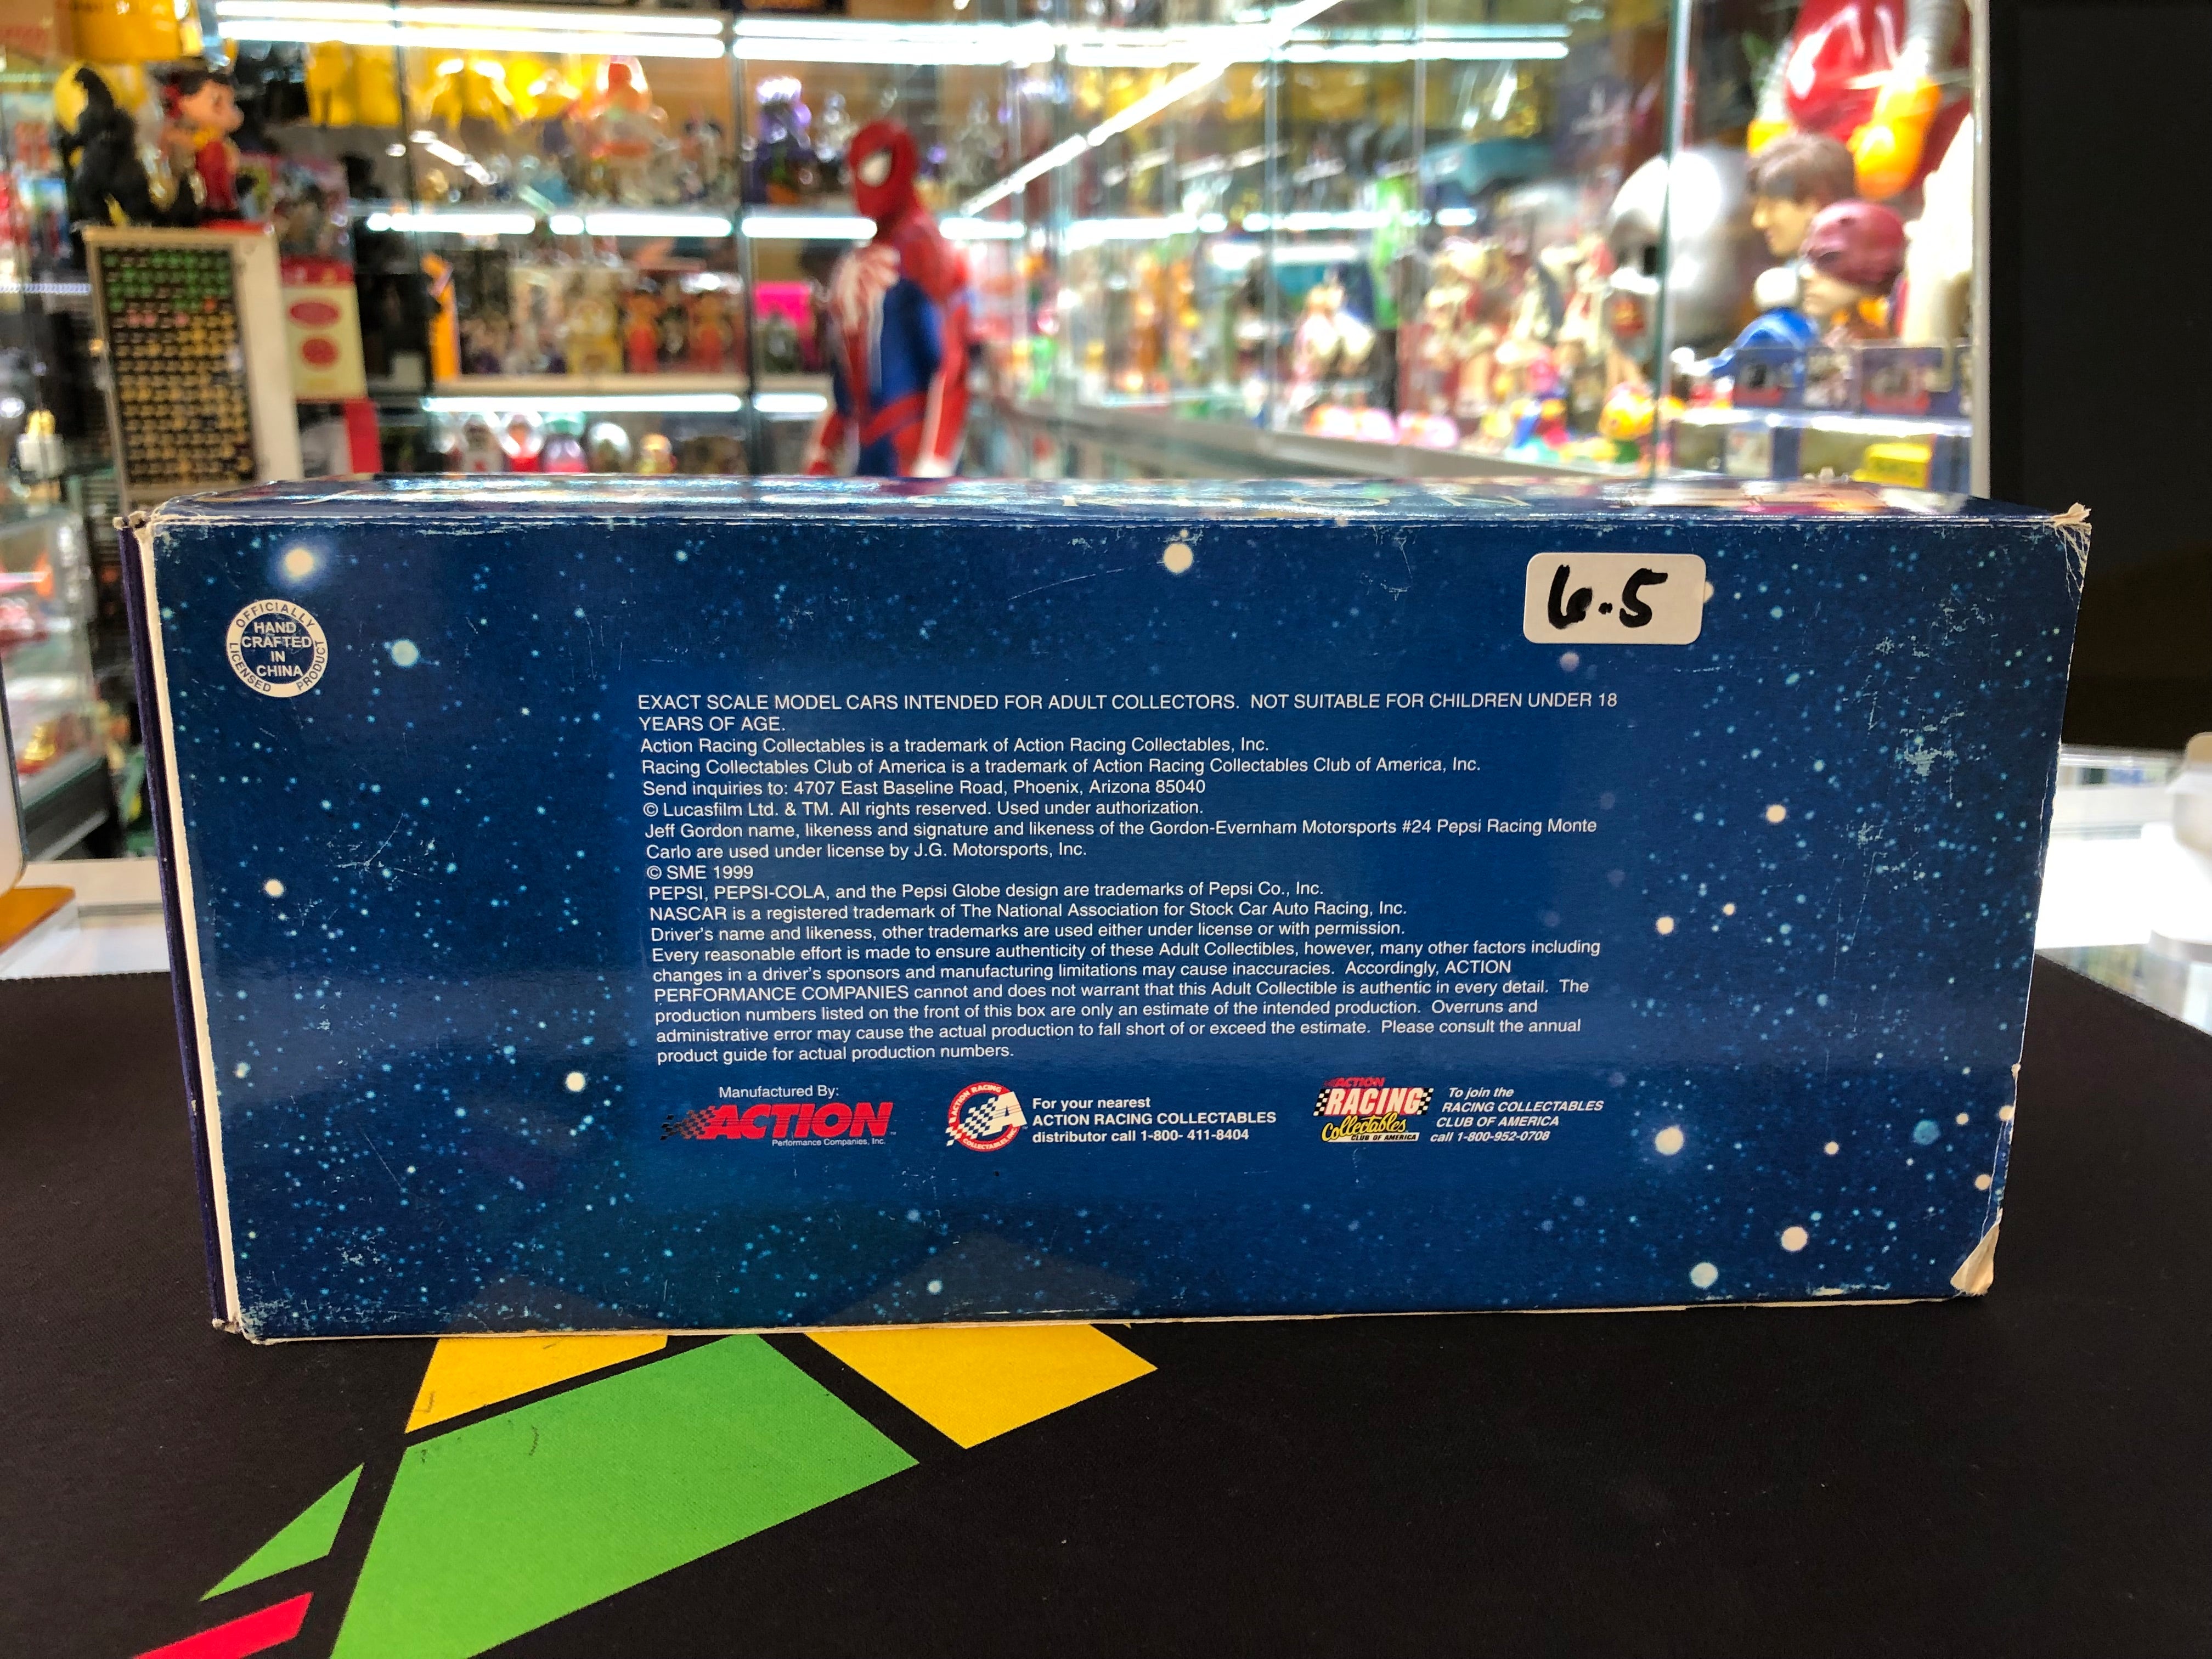 OFFICIALLY
HAND
CRAFTED
IN
CHINA
LICENSED PRODUCT
6.5
EXACT SCALE MODEL CARS INTENDED FOR ADULT COLLECTORS. NOT SUITABLE FOR CHILDREN UNDER 18
YEARS OF AGE.
Action Racing Collectables is a trademark of Action Racing Collectables, Inc.
Racing Collectables Club of America is a trademark of Action Racing Collectables Club of America, Inc.
Send inquiries to: 4707 East Baseline Road, Phoenix, Arizona 85040
© Lucasfilm Ltd. & TM. All rights reserved. Used under authorization.
Jeff Gordon name, likeness and signature and likeness of the Gordon-Evernham Motorsports #24 Pepsi Racing Monte
Carlo are used under license by J.G. Motorsports, Inc.
© SME 1999
PEPSI, PEPSI-COLA, and the Pepsi Globe design are trademarks of Pepsi Co., Inc.
NASCAR is a registered trademark of The National Association for Stock Car Auto Racing, Inc.
Driver's name and likeness, other trademarks are used either under license or with permission.
Every reasonable effort is made to ensure authenticity of these Adult Collectibles, however, many other factors including
changes in a driver's sponsors and manufacturing limitations may cause inaccuracies. Accordingly, ACTION
PERFORMANCE COMPANIES cannot and does not warrant that this Adult Collectible is authentic in every detail. The
production numbers listed on the front of this box are only an estimate of the intended production. Overruns and
administrative error may cause the actual production to fall short of or exceed the estimate. Please consult the annual
product guide for actual production numbers.
Manufactured By:
ACTION
Performance Companies, Inc.
ACTION RACING
A
COLLECTABLES, INC.
For your nearest
ACTION RACING COLLECTABLES
distributor call 1-800- 411-8404
ACTION
RACING
Collectables
CLUB OF AMERICA
To join the
RACING COLLECTABLES
CLUB OF AMERICA
call 1-800-952-0708